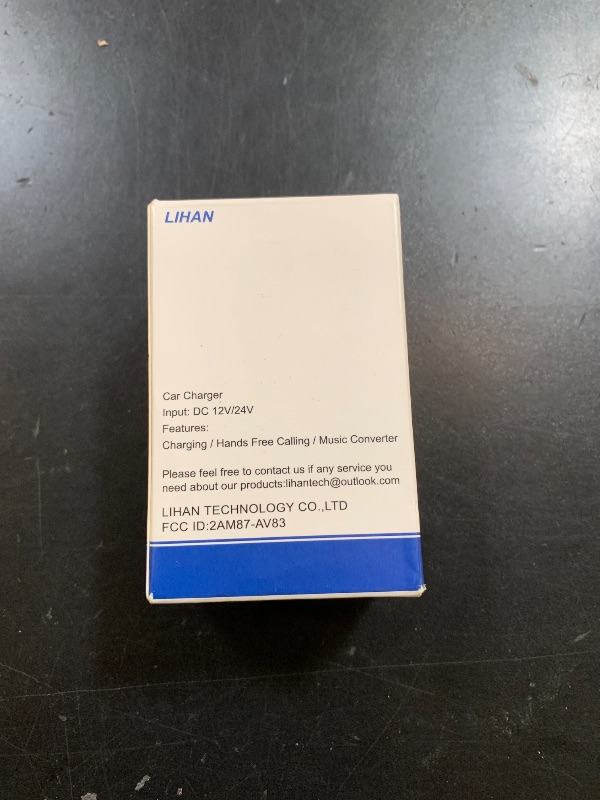 LIHAN
Car Charger
Input: DC 12V/24V
Features:
Charging / Hands Free Calling / Music Converter
Please feel free to contact us if any service you
need about our products:lihantech@outlook.com
LIHAN TECHNOLOGY CO.,LTD
FCC ID:2AM87-AV83